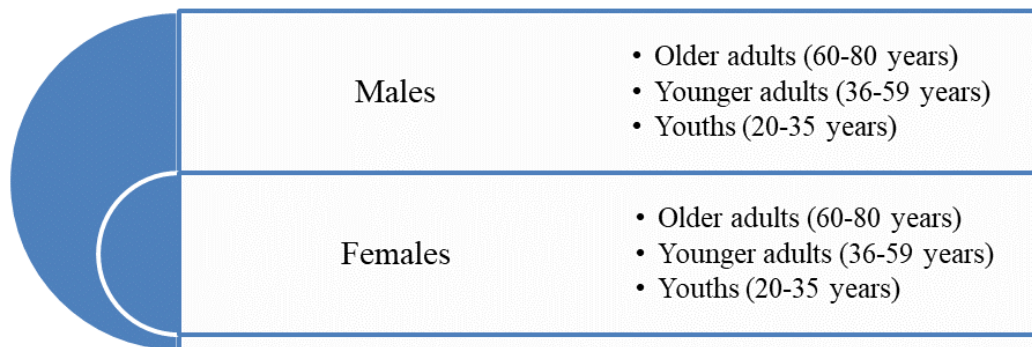 Males
• Older adults (60-80 years)
• Younger adults (36-59 years)
• Youths (20-35 years)
Females
• Older adults (60-80 years)
• Younger adults (36-59 years)
• Youths (20-35 years)